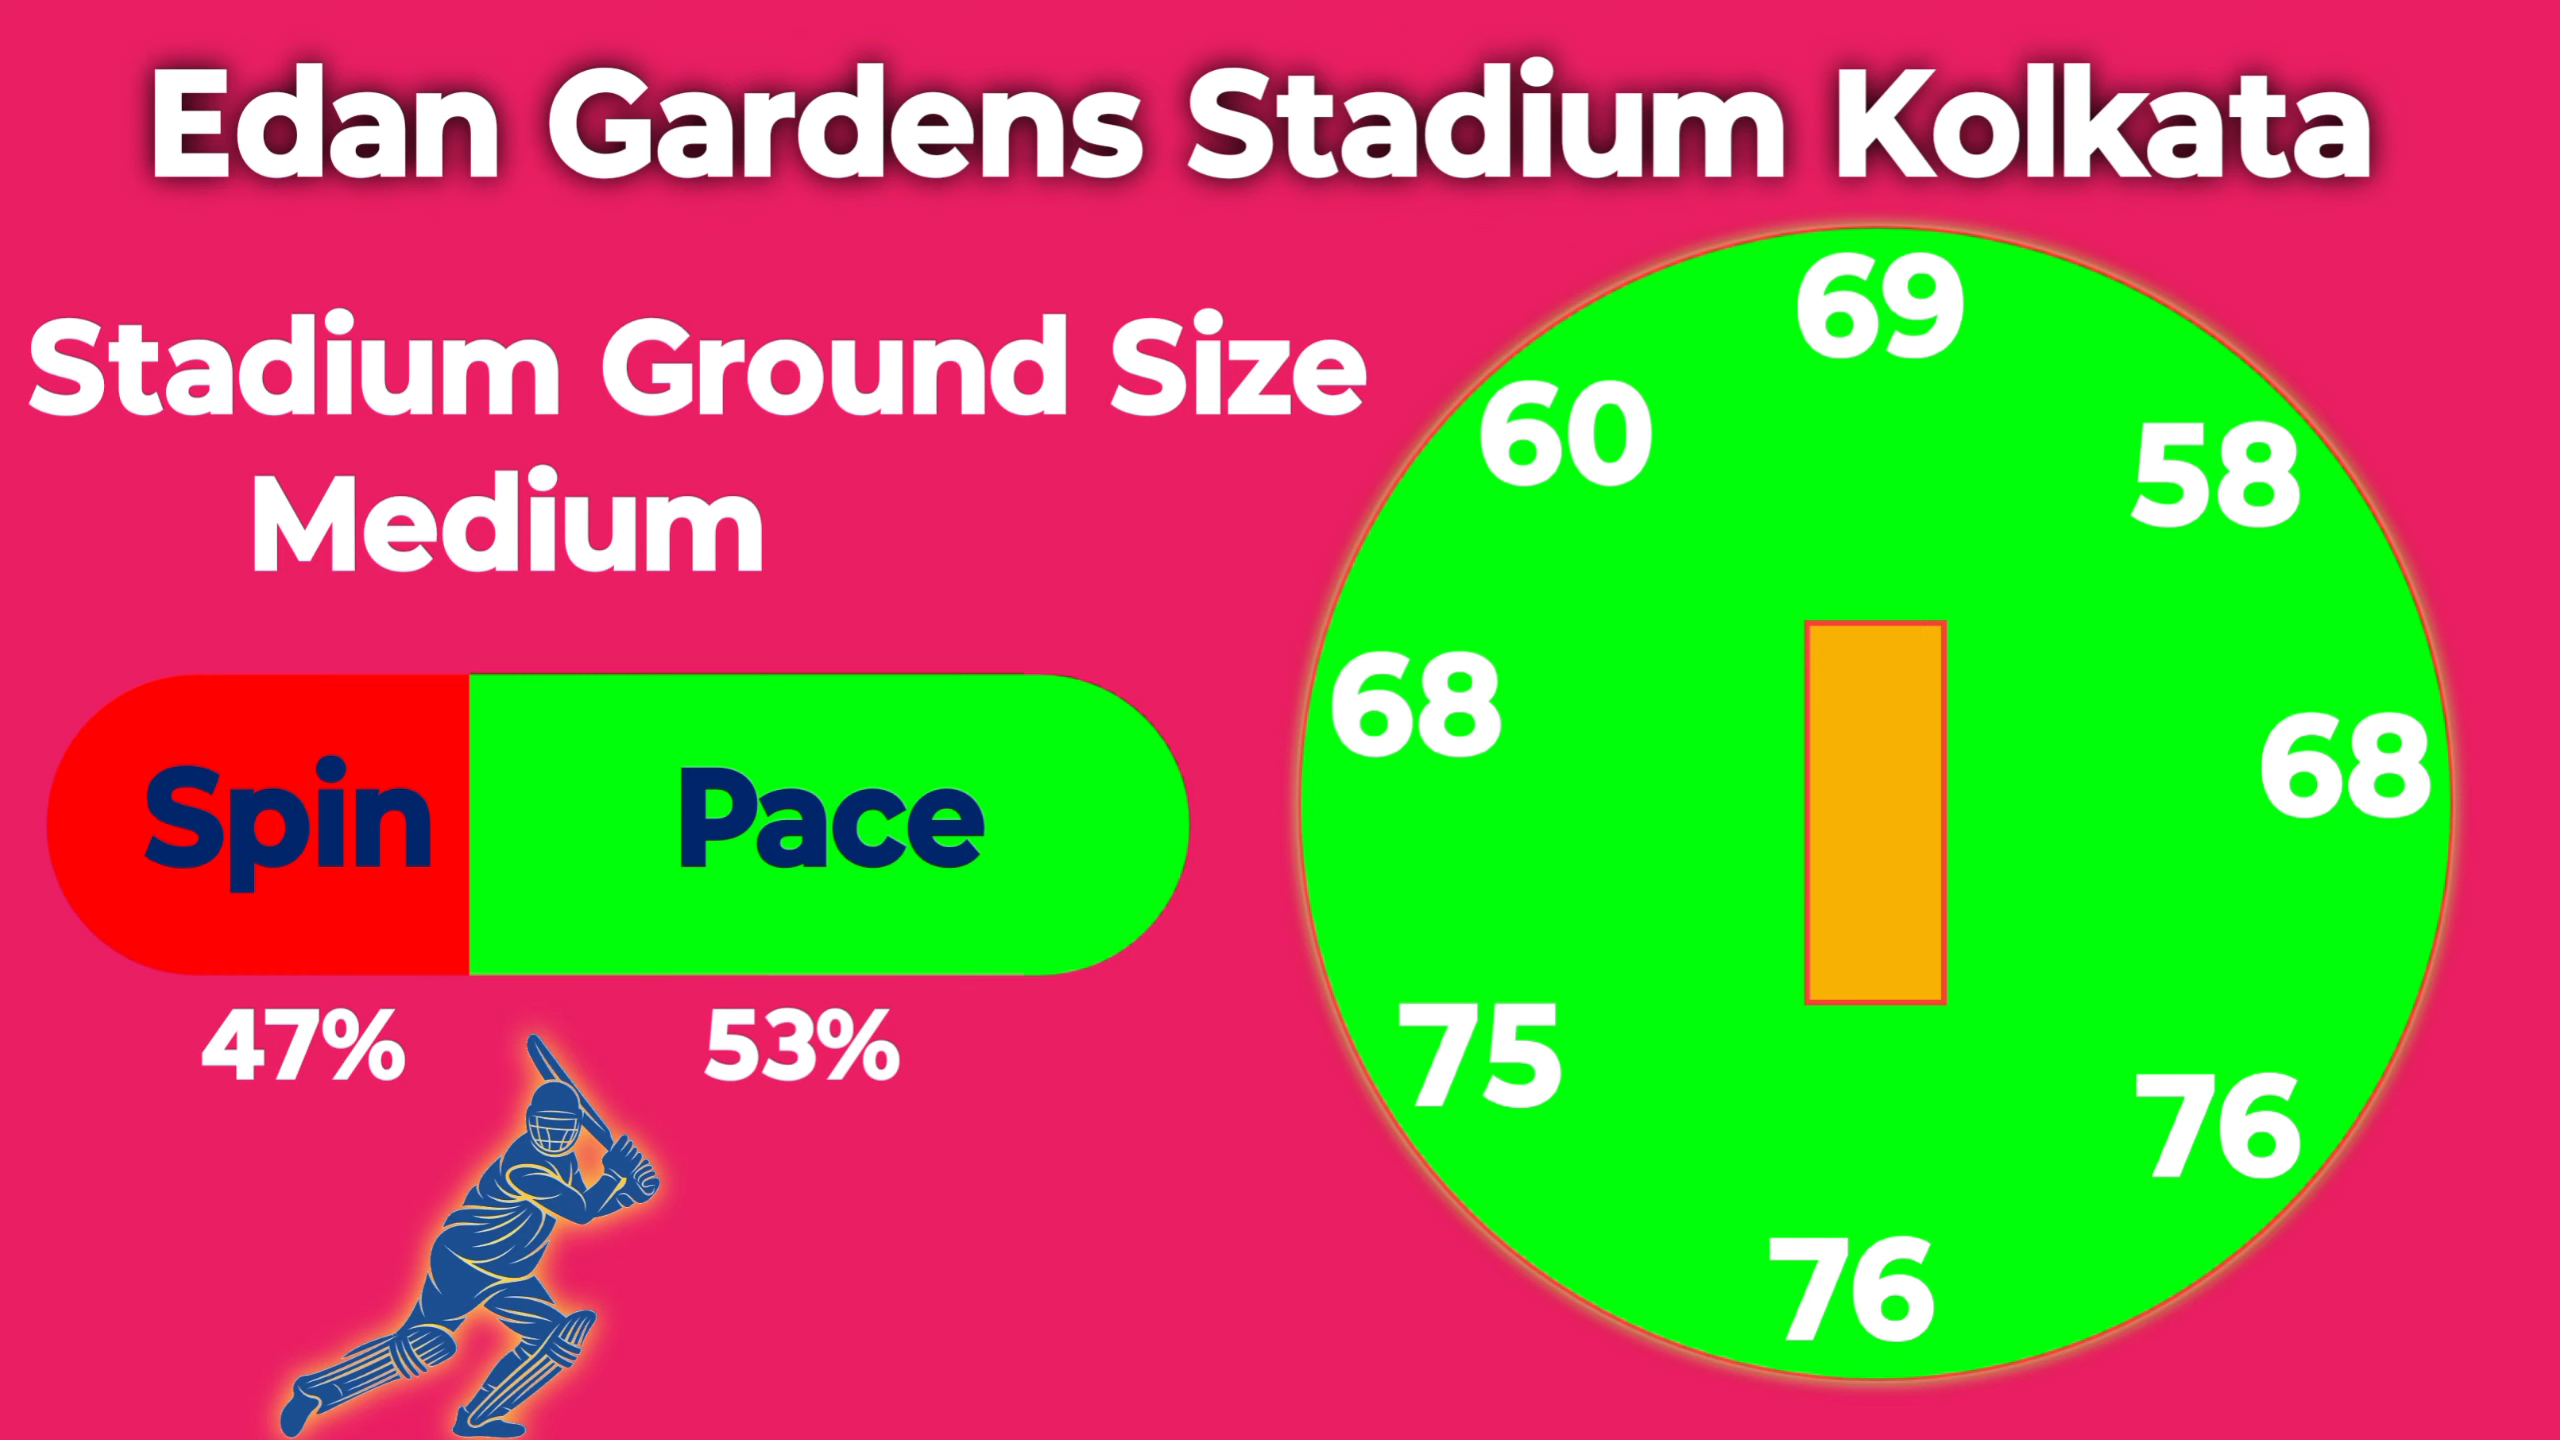 Edan Gardens Stadium Kolkata
Stadium Ground Size
Medium
Spin
Pace
47%
53%
69
60
58
68
68
75
76
76